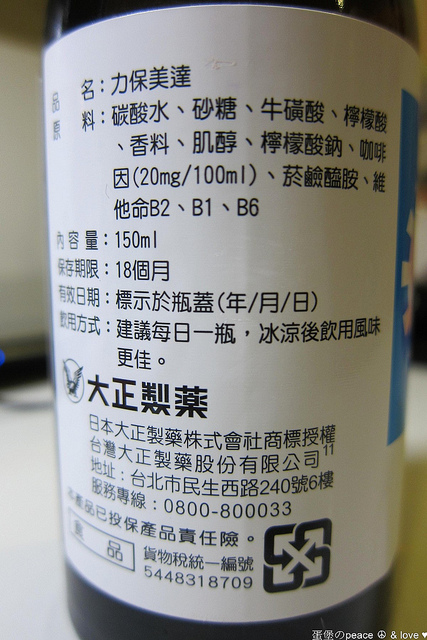 品名：力保美達
原料：碳酸水、砂糖、牛磺酸、檸檬酸
、香料、肌醇、檸檬酸鈉、咖啡
因(20mg/100ml)、菸鹼醯胺、維
他命B2、B1、B6
內容量：150ml
保存期限：18個月
有效日期：標示於瓶蓋(年/月/日)
飲用方式：建議每日一瓶，冰涼後飲用風味
更佳。
大正製藥
日本大正製藥株式會社商標授權
台灣大正製藥股份有限公司 11
地址：台北市民生西路240號6樓
服務專線：0800-800033
本產品已投保產品責任險。
食品
貨物稅統一編號
5448318709
蛋堡のpeace ☮ & love ♥